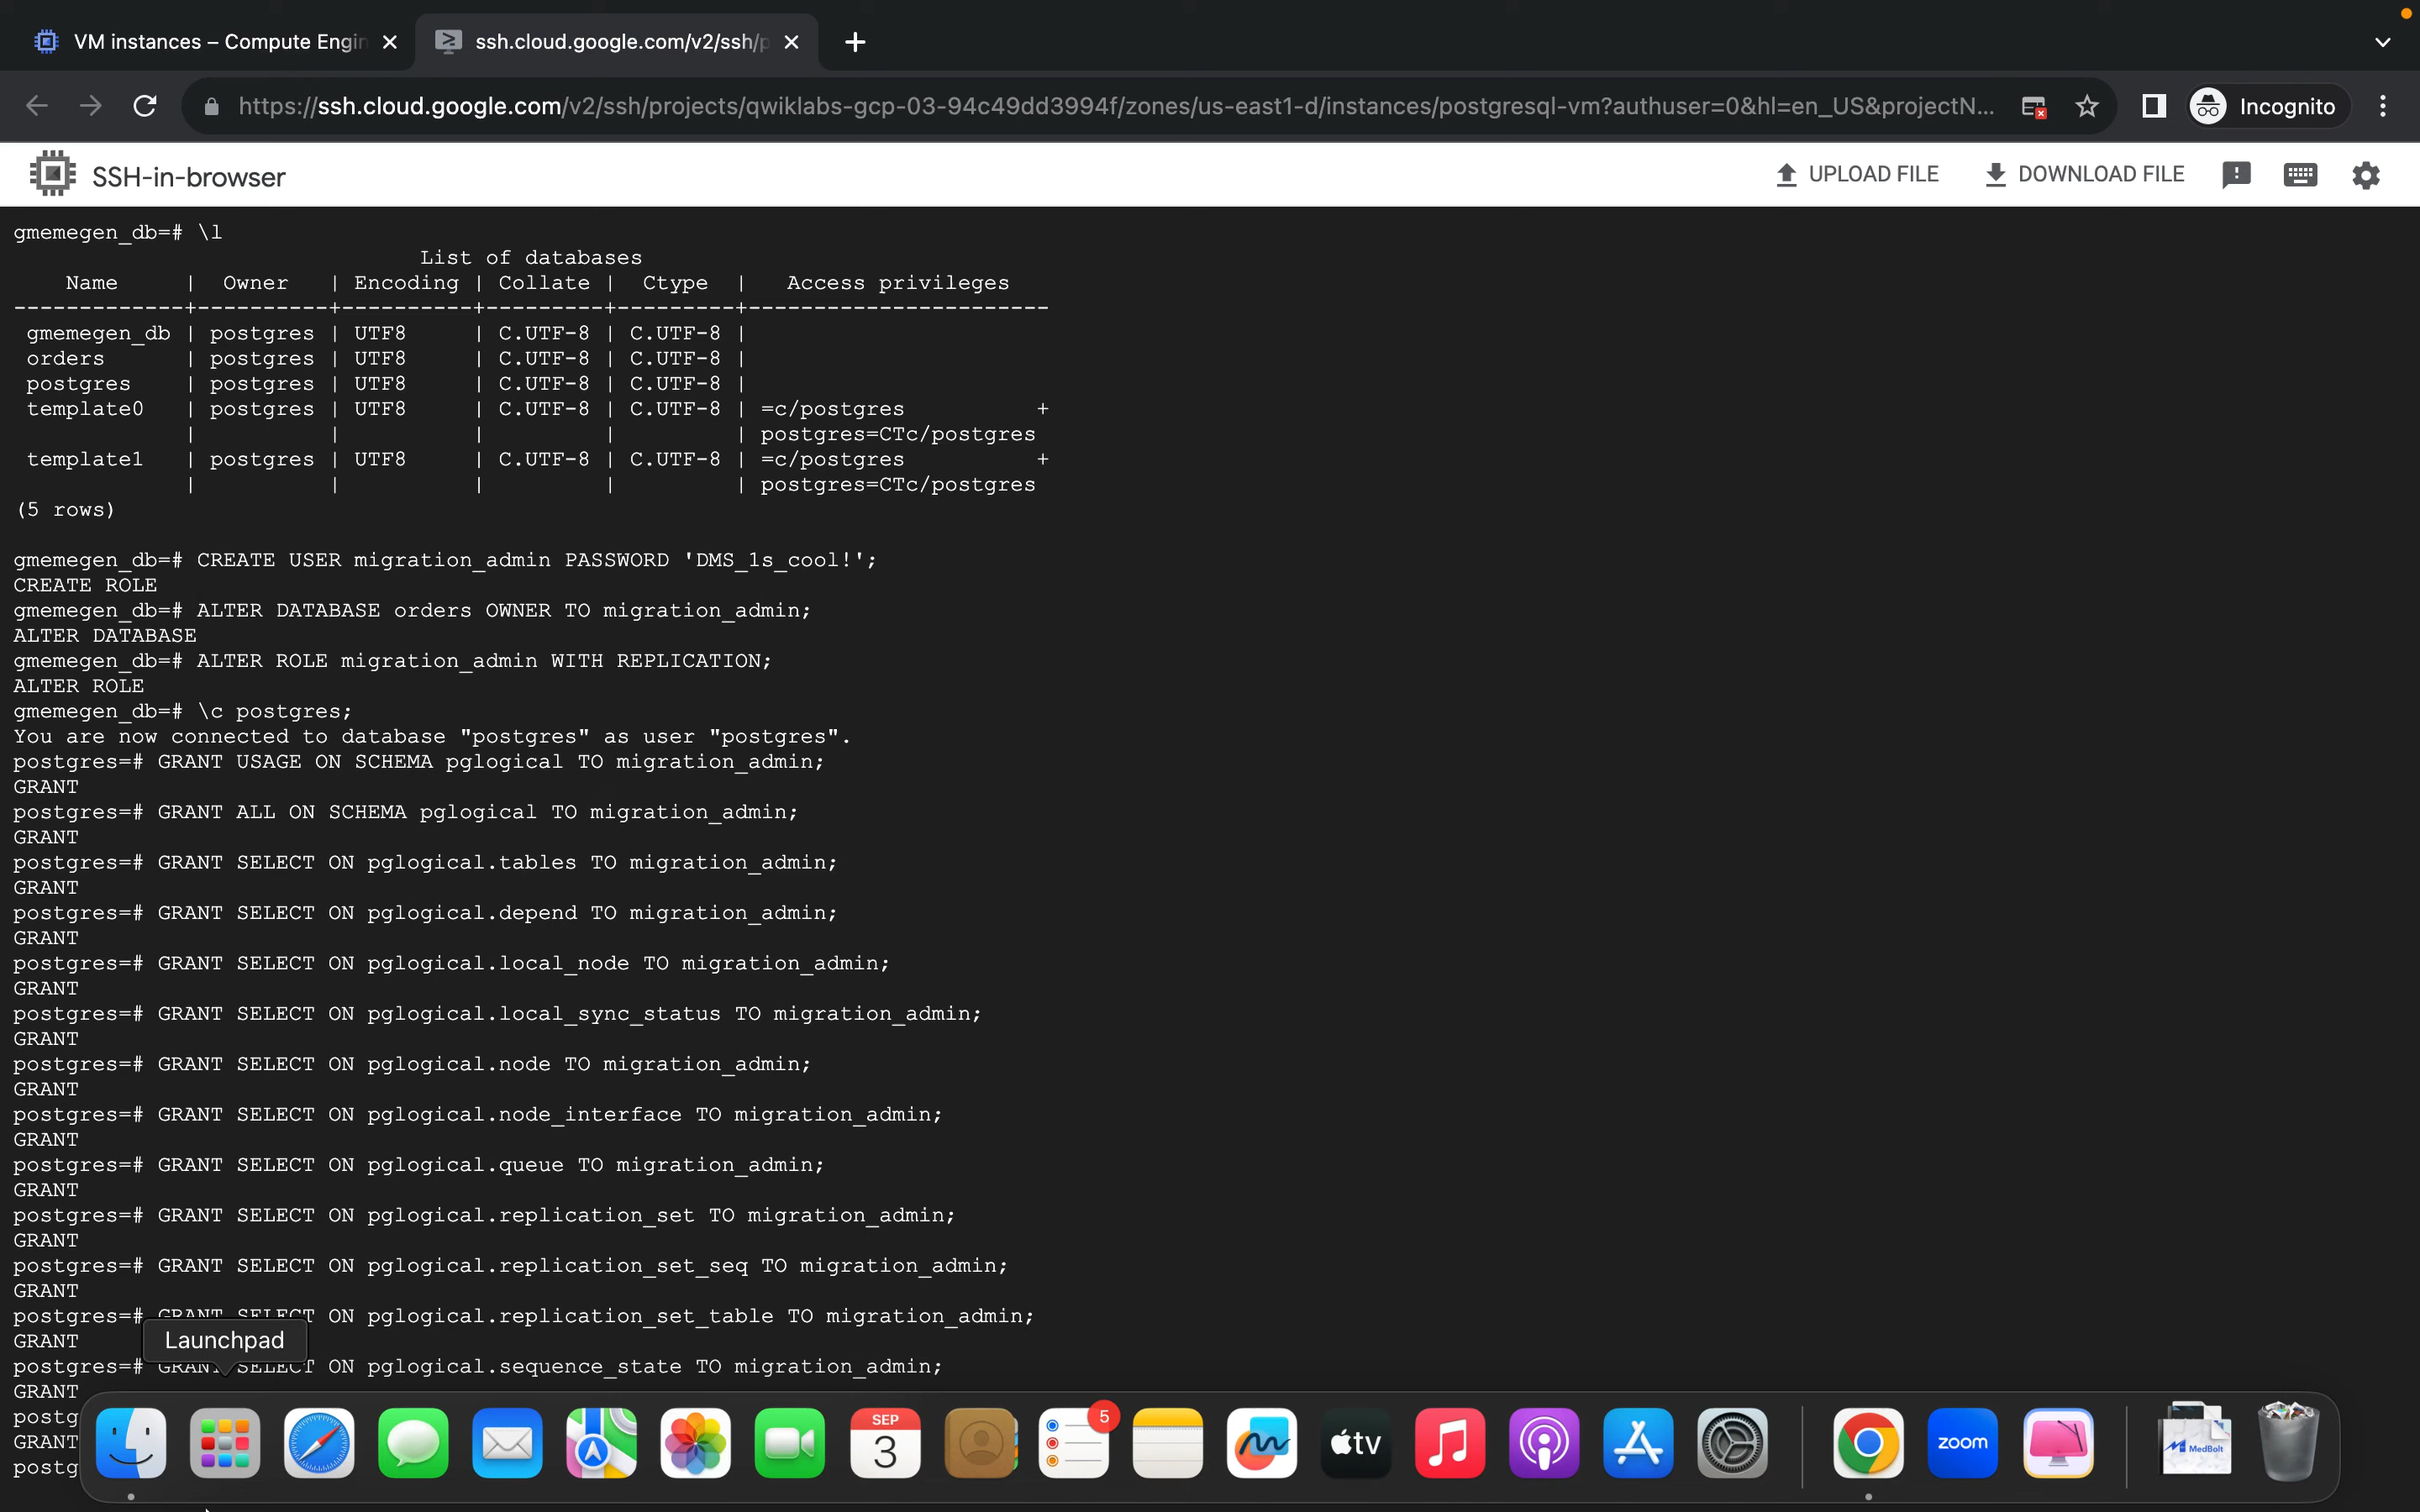 VM instances – Compute Engin
ssh.cloud.google.com/v2/ssh/p
https://ssh.cloud.google.com/v2/ssh/projects/qwiklabs-gcp-03-94c49dd3994f/zones/us-east1-d/instances/postgresql-vm?authuser=0&hl=en_US&projectN...
Incognito
SSH-in-browser
UPLOAD FILE
DOWNLOAD FILE
gmemegen_db=# \l
List of databases
Name | Owner | Encoding | Collate | Ctype | Access privileges
-------------+----------+----------+---------+---------+-----------------------
gmemegen_db | postgres | UTF8 | C.UTF-8 | C.UTF-8 |
orders | postgres | UTF8 | C.UTF-8 | C.UTF-8 |
postgres | postgres | UTF8 | C.UTF-8 | C.UTF-8 |
template0 | postgres | UTF8 | C.UTF-8 | C.UTF-8 | =c/postgres +
| | | | | postgres=CTc/postgres
template1 | postgres | UTF8 | C.UTF-8 | C.UTF-8 | =c/postgres +
| | | | | postgres=CTc/postgres
(5 rows)
gmemegen_db=# CREATE USER migration_admin PASSWORD 'DMS_1s_cool!';
CREATE ROLE
gmemegen_db=# ALTER DATABASE orders OWNER TO migration_admin;
ALTER DATABASE
gmemegen_db=# ALTER ROLE migration_admin WITH REPLICATION;
ALTER ROLE
gmemegen_db=# \c postgres;
You are now connected to database "postgres" as user "postgres".
postgres=# GRANT USAGE ON SCHEMA pglogical TO migration_admin;
GRANT
postgres=# GRANT ALL ON SCHEMA pglogical TO migration_admin;
GRANT
postgres=# GRANT SELECT ON pglogical.tables TO migration_admin;
GRANT
postgres=# GRANT SELECT ON pglogical.depend TO migration_admin;
GRANT
postgres=# GRANT SELECT ON pglogical.local_node TO migration_admin;
GRANT
postgres=# GRANT SELECT ON pglogical.local_sync_status TO migration_admin;
GRANT
postgres=# GRANT SELECT ON pglogical.node TO migration_admin;
GRANT
postgres=# GRANT SELECT ON pglogical.node_interface TO migration_admin;
GRANT
postgres=# GRANT SELECT ON pglogical.queue TO migration_admin;
GRANT
postgres=# GRANT SELECT ON pglogical.replication_set TO migration_admin;
GRANT
postgres=# GRANT SELECT ON pglogical.replication_set_seq TO migration_admin;
GRANT
postgres=# GRANT SELECT ON pglogical.replication_set_table TO migration_admin;
GRANT
Launchpad
postgres=# GRANT SELECT ON pglogical.sequence_state TO migration_admin;
GRANT
postg
GRANT
postg
SEP
3
5
tv
zoom
MedBolt